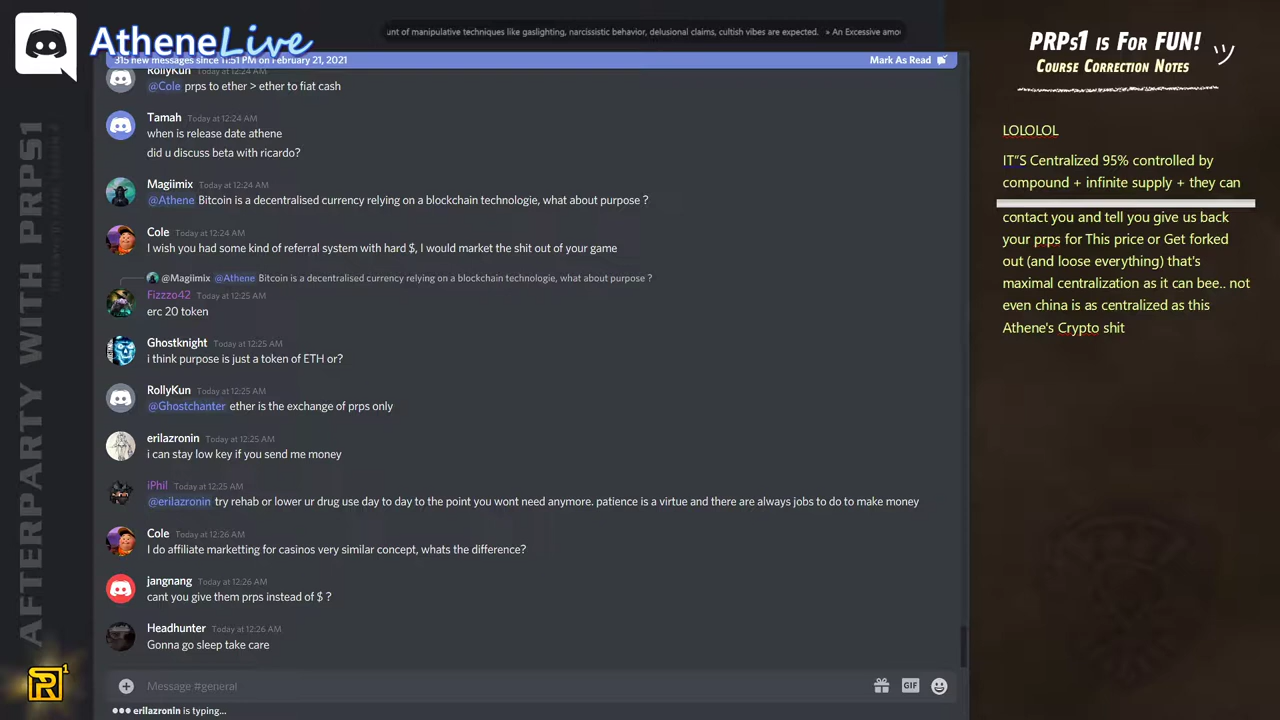 AtheneLive
unt of manipulative techniques like gaslighting, narcissistic behavior, delusional claims, cultish vibes are expected. » An Excessive amo
315 new messages since 11:51 PM on February 21, 2021
Mark As Read
RollyKun Today at 12:24 AM
@Cole prps to ether > ether to fiat cash
Tamah Today at 12:24 AM
when is release date athene
did u discuss beta with ricardo?
Magiimix Today at 12:24 AM
@Athene Bitcoin is a decentralised currency relying on a blockchain technologie, what about purpose ?
Cole Today at 12:24 AM
I wish you had some kind of referral system with hard $, I would market the shit out of your game
@Magiimix @Athene Bitcoin is a decentralised currency relying on a blockchain technologie, what about purpose ?
Fizzzo42 Today at 12:25 AM
erc 20 token
Ghostknight Today at 12:25 AM
i think purpose is just a token of ETH or?
RollyKun Today at 12:25 AM
@Ghostchanter ether is the exchange of prps only
erilazronin Today at 12:25 AM
i can stay low key if you send me money
iPhil Today at 12:25 AM
@erilazronin try rehab or lower ur drug use day to day to the point you wont need anymore. patience is a virtue and there are always jobs to do to make money
Cole Today at 12:26 AM
I do affiliate marketting for casinos very similar concept, whats the difference?
jangnang Today at 12:26 AM
cant you give them prps instead of $ ?
Headhunter Today at 12:26 AM
Gonna go sleep take care
Message #general
GIF
erilazronin is typing...
AFTERPARTY WITH PRPS1
PRPs1 is For FUN! ツ
Course Correction Notes
LOLOLOL
IT"S Centralized 95% controlled by
compound + infinite supply + they can
contact you and tell you give us back
your prps for This price or Get forked
out (and loose everything) that's
maximal centralization as it can bee.. not
even china is as centralized as this
Athene's Crypto shit